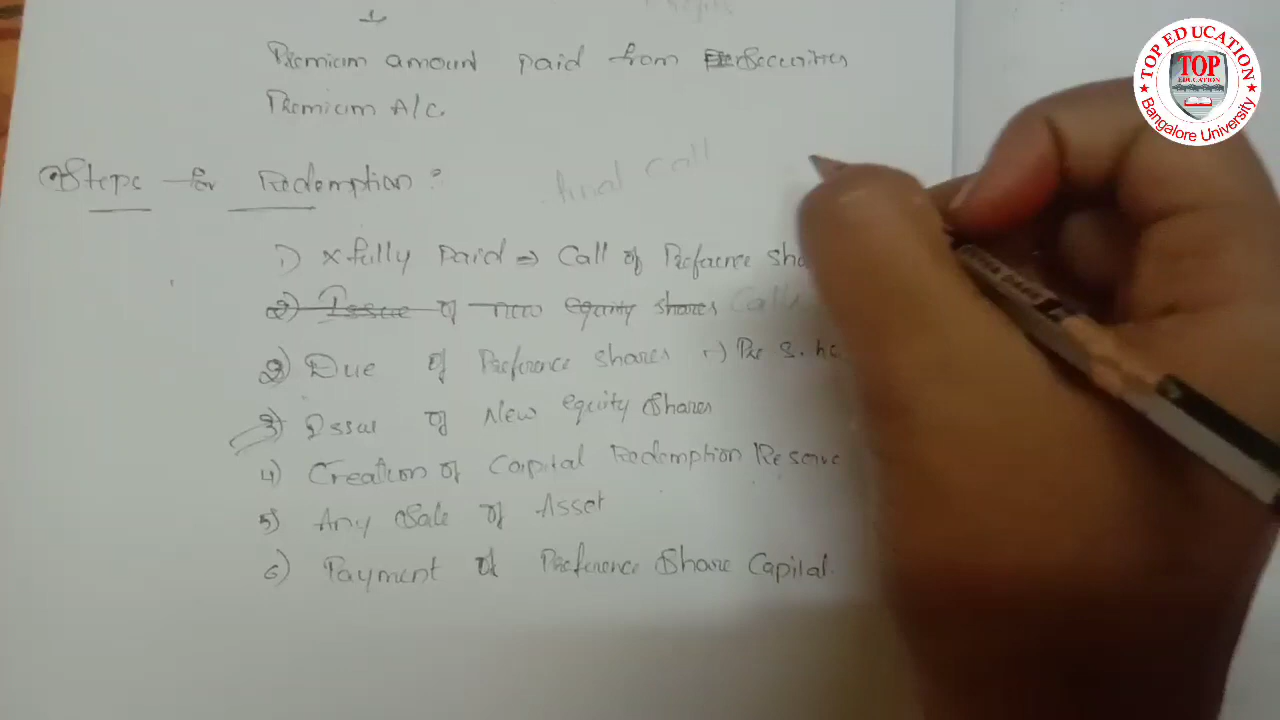 Premium amount paid from Securities
Premium A/C.
Steps for Redemption :
final call
1) x fully paid → Call of Preference Sha
2) Issue of new equity shares Calls
2) Due of Preference shares → Pre S. hc
3) Issue of New equity Shares
4) Creation of Capital Redemption Reserve
5) Any Sale of Asset
6) Payment of Preference Share Capital.
TOP EDUCATION
TOP
EDUCATION
Bangalore University